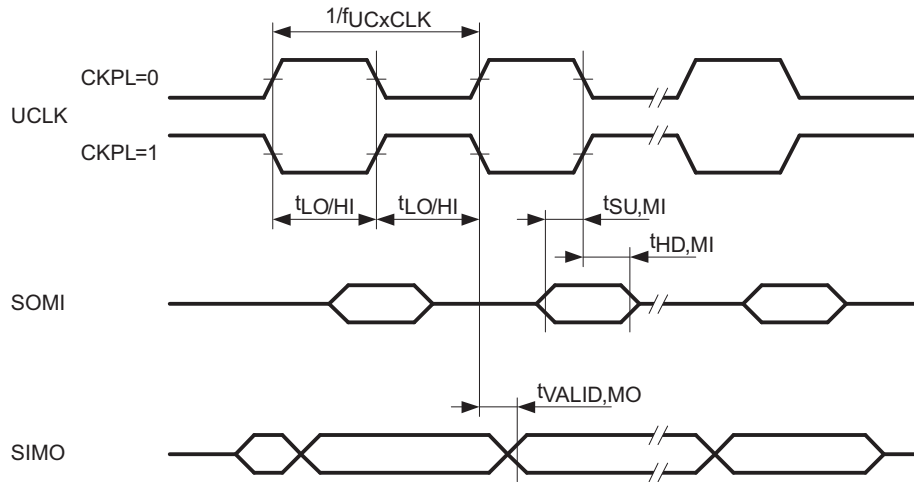 1/fUCxCLK
CKPL=0
UCLK
CKPL=1
tLO/HI tLO/HI tSU,MI
tHD,MI
SOMI
tVALID,MO
SIMO